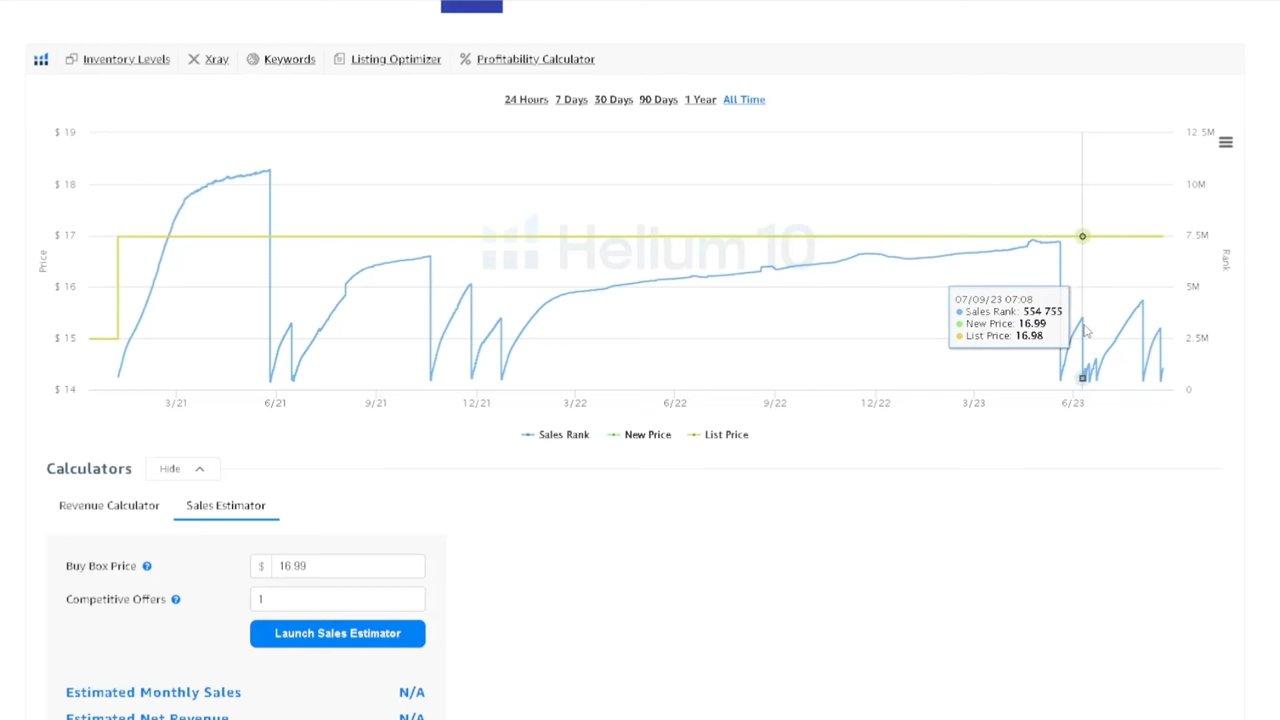 Inventory Levels Xray Keywords Listing Optimizer Profitability Calculator
24 Hours 7 Days 30 Days 90 Days 1 Year All Time
$ 19 12.5M
$ 18 10M
$ 17 7.5M
$ 16 5M
$ 15 2.5M
$ 14 0
Price
Rank
Helium 10
07/09/23 07:08
Sales Rank: 554 755
New Price: 16.99
List Price: 16.98
3/21 6/21 9/21 12/21 3/22 6/22 9/22 12/22 3/23 6/23
Sales Rank New Price List Price
Calculators Hide
Revenue Calculator Sales Estimator
Buy Box Price ? $ 16.99
Competitive Offers ? 1
Launch Sales Estimator
Estimated Monthly Sales N/A
Estimated Net Revenue N/A